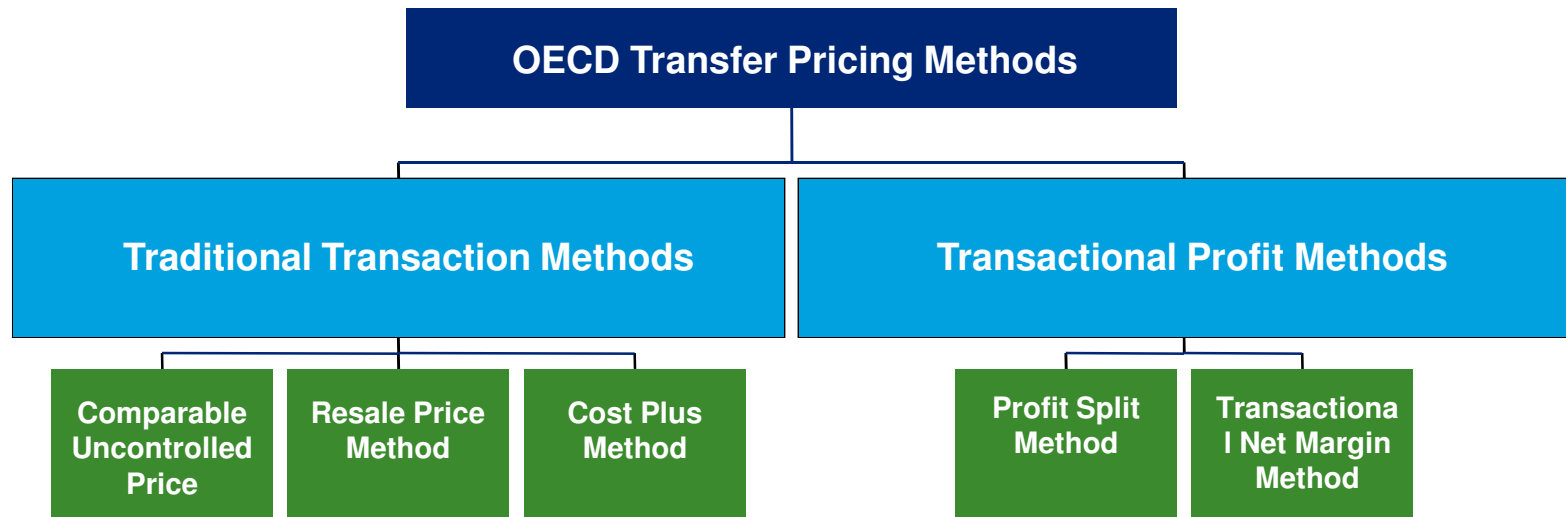 OECD Transfer Pricing Methods
Traditional Transaction Methods
Transactional Profit Methods
Comparable
Uncontrolled
Price
Resale Price
Method
Cost Plus
Method
Profit Split
Method
Transactiona
l Net Margin
Method